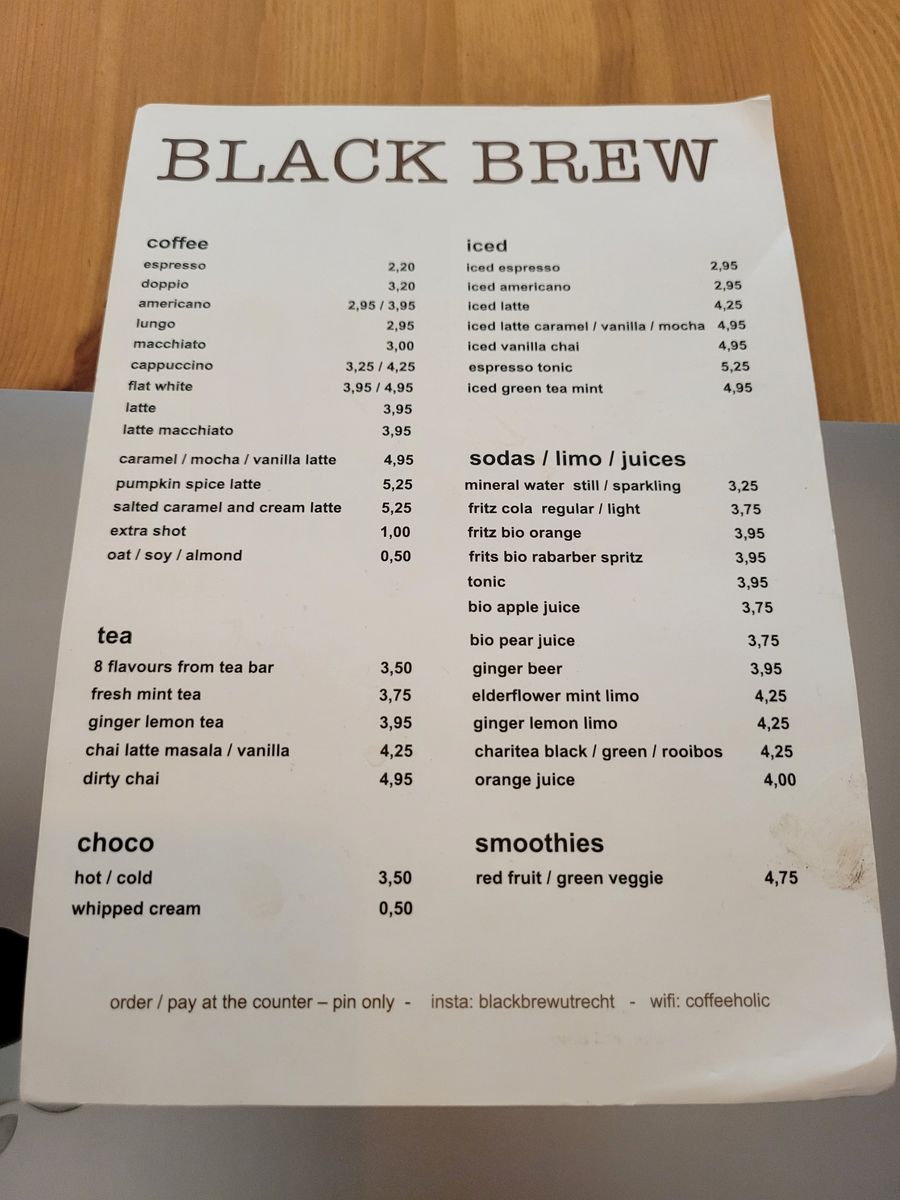 BLACK BREW
coffee
espresso 2,20
doppio 3,20
americano 2,95 / 3,95
lungo 2,95
macchiato 3,00
cappuccino 3,25 / 4,25
flat white 3,95 / 4,95
latte 3,95
latte macchiato 3,95
caramel / mocha / vanilla latte 4,95
pumpkin spice latte 5,25
salted caramel and cream latte 5,25
extra shot 1,00
oat / soy / almond 0,50
tea
8 flavours from tea bar 3,50
fresh mint tea 3,75
ginger lemon tea 3,95
chai latte masala / vanilla 4,25
dirty chai 4,95
choco
hot / cold 3,50
whipped cream 0,50
iced
iced espresso 2,95
iced americano 2,95
iced latte 4,25
iced latte caramel / vanilla / mocha 4,95
iced vanilla chai 4,95
espresso tonic 5,25
iced green tea mint 4,95
sodas / limo / juices
mineral water still / sparkling 3,25
fritz cola regular / light 3,75
fritz bio orange 3,95
frits bio rabarber spritz 3,95
tonic 3,95
bio apple juice 3,75
bio pear juice 3,75
ginger beer 3,95
elderflower mint limo 4,25
ginger lemon limo 4,25
charitea black / green / rooibos 4,25
orange juice 4,00
smoothies
red fruit / green veggie 4,75
order / pay at the counter – pin only - insta: blackbrewutrecht - wifi: coffeeholic